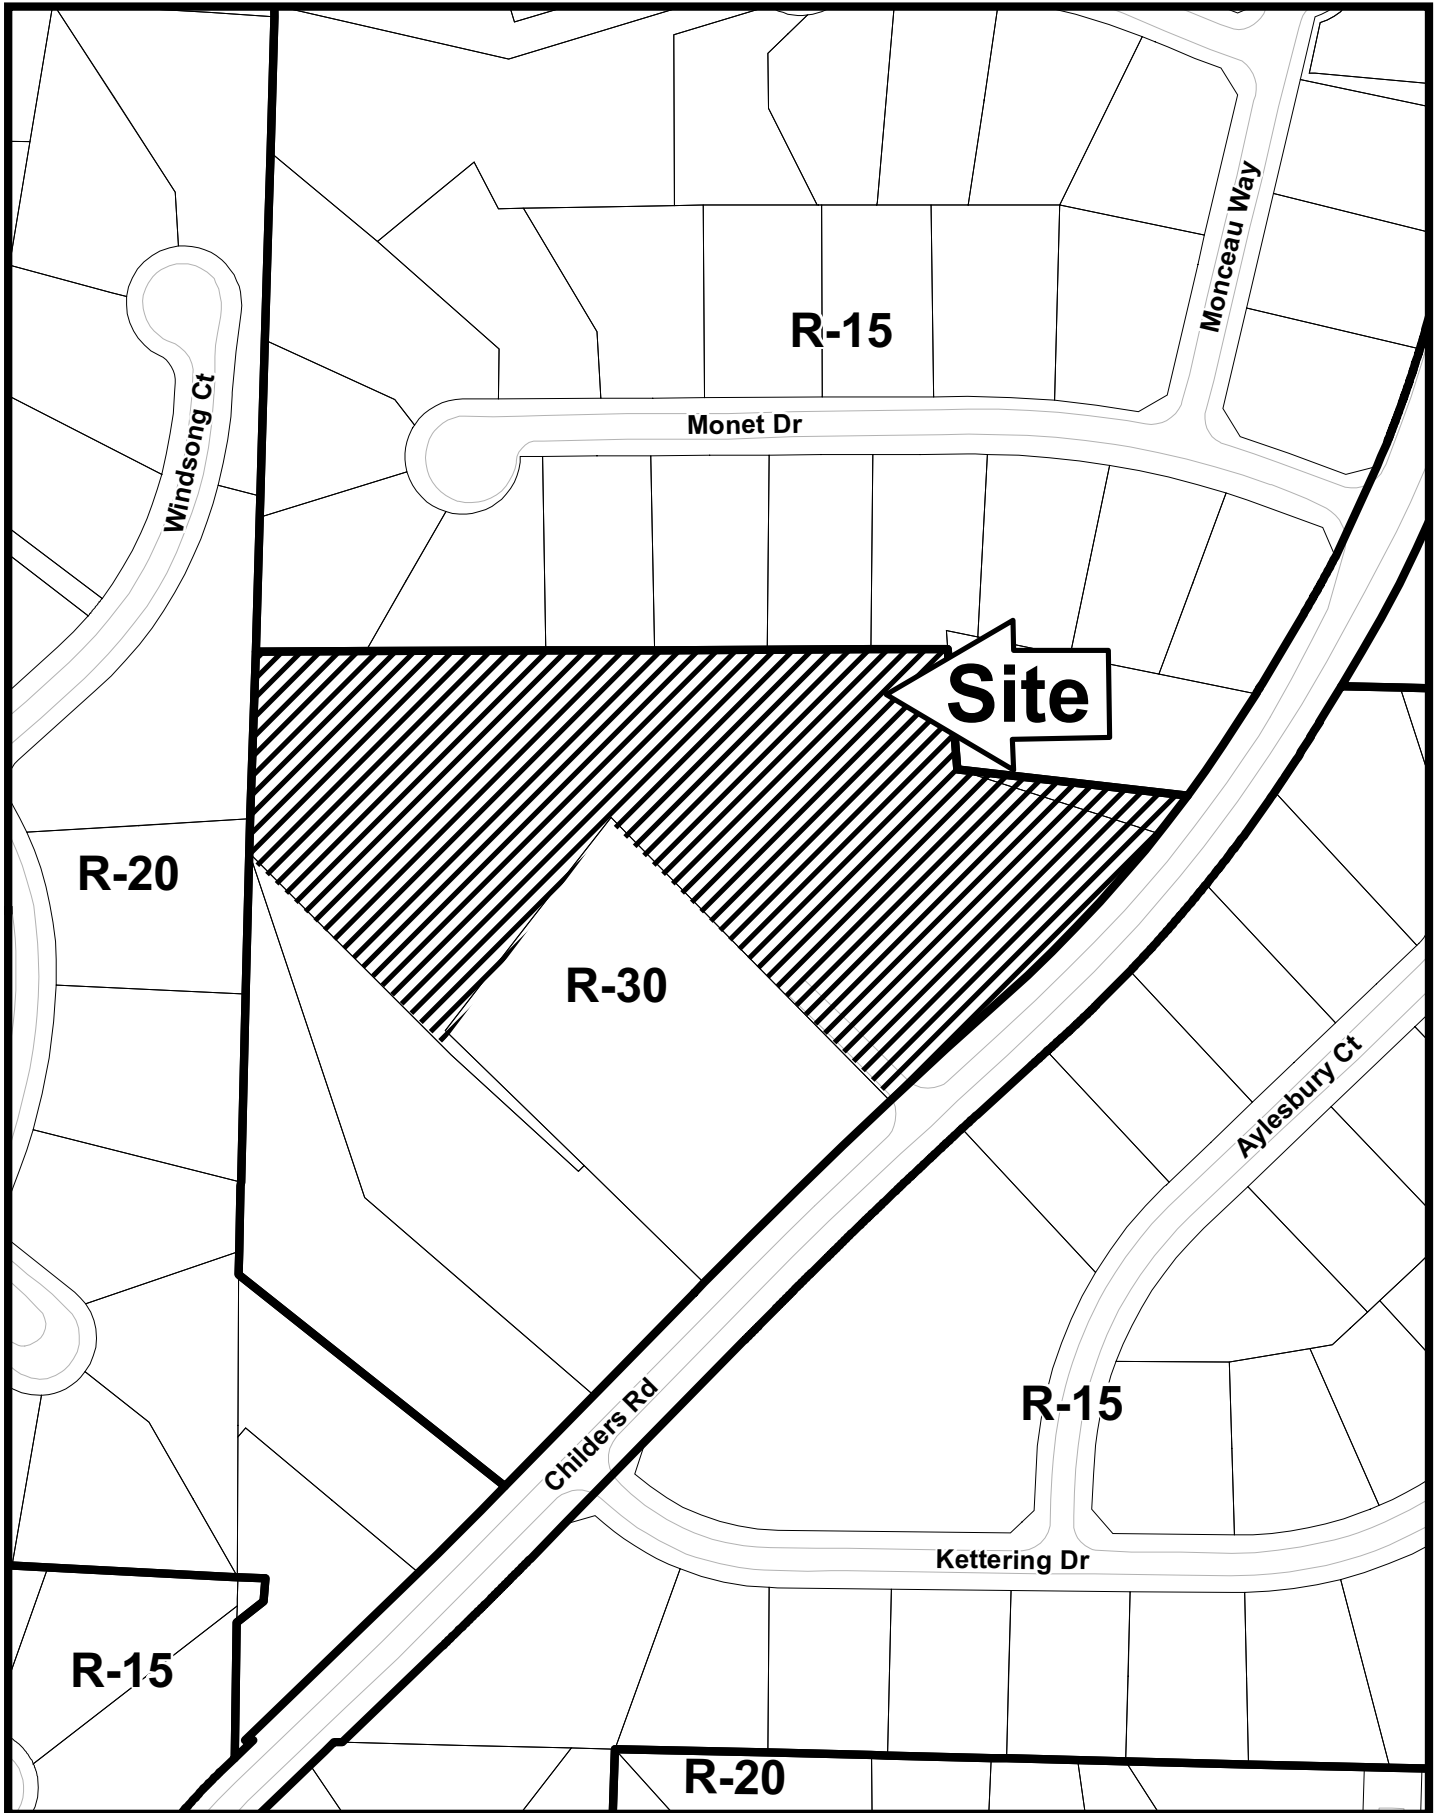 Monceau Way
R-15
Windsong Ct
Monet Dr
Site
R-20
R-30
Aylesbury Ct
R-15
Childers Rd
Kettering Dr
R-15
R-20